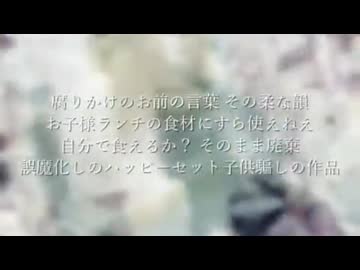 腐りかけのお前の言葉 その柔な韻
お子様ランチの食材にすら使えねえ
自分で食えるか? そのまま廃棄
誤魔化しのハッピーセット子供騙しの作品